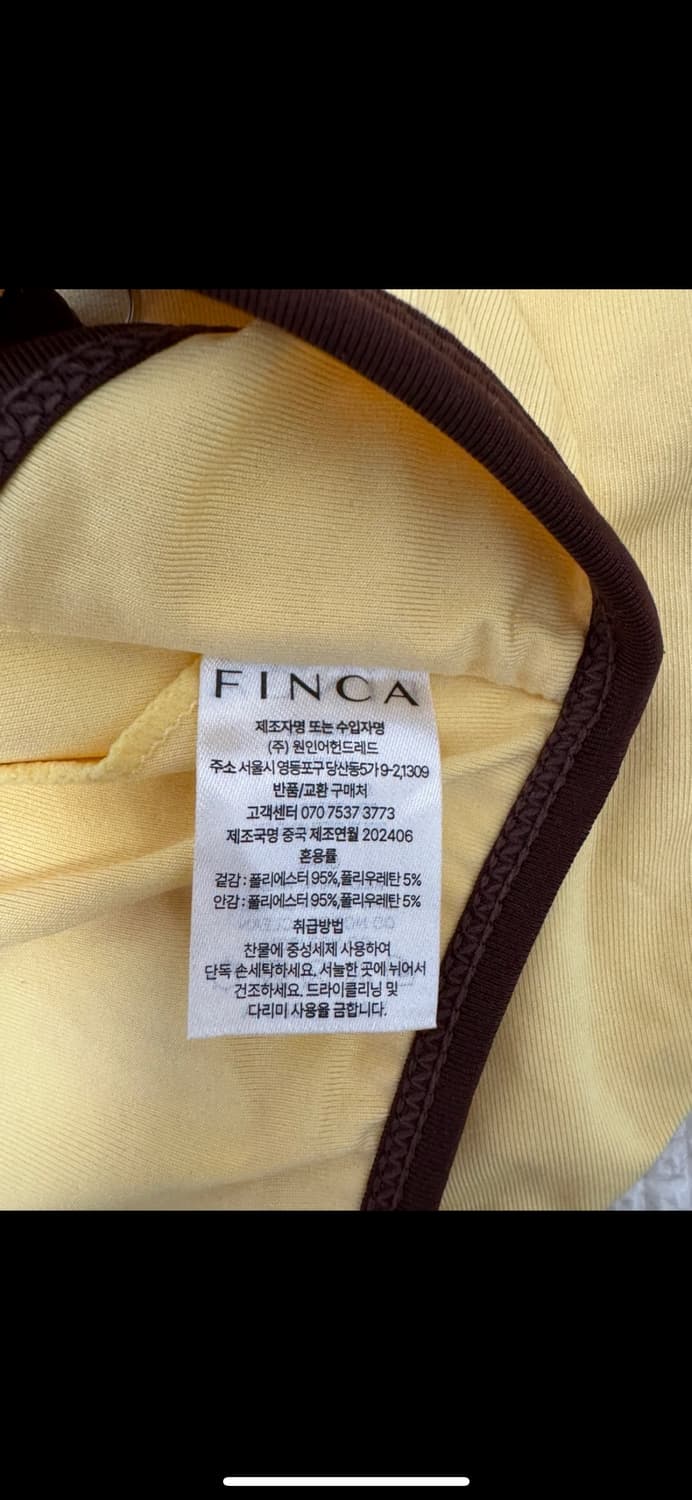 FINCA
제조자명 또는 수입자명
(주) 원인어헌드레드
주소 서울시 영등포구 당산동5가 9-2,1309
반품/교환 구매처
고객센터 070 7537 3773
제조국명 중국 제조연월 202406
혼용률
겉감 : 폴리에스터 95%,폴리우레탄 5%
안감 : 폴리에스터 95%,폴리우레탄 5%
취급방법
찬물에 중성세제 사용하여
단독 손세탁하세요. 서늘한 곳에 뉘어서
건조하세요. 드라이클리닝 및
다리미 사용을 금합니다.